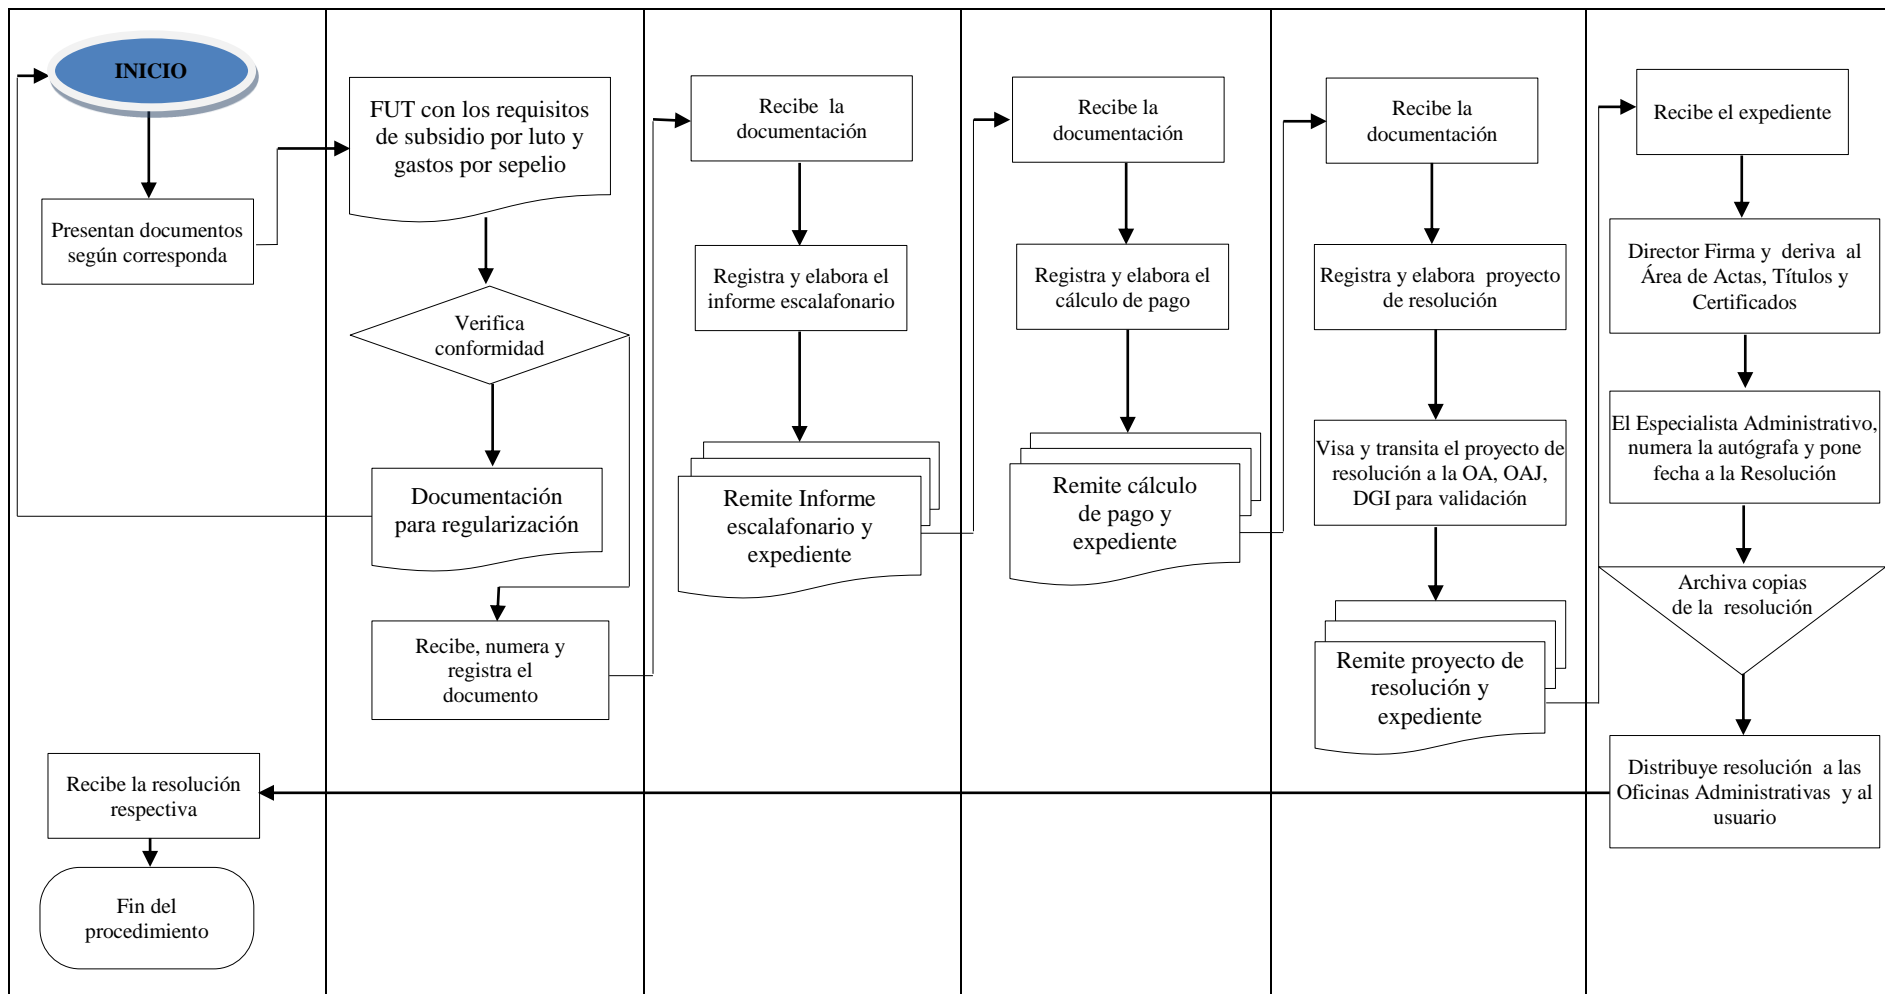 INICIO
Presentan documentos
según corresponda
Recibe la resolución
respectiva
Fin del
procedimiento
FUT con los requisitos
de subsidio por luto y
gastos por sepelio
Verifica
conformidad
Documentación
para regularización
Recibe, numera y
registra el
documento
Recibe la
documentación
Registra y elabora el
informe escalafonario
Remite Informe
escalafonario y
expediente
Recibe la
documentación
Registra y elabora el
cálculo de pago
Remite cálculo
de pago y
expediente
Recibe la
documentación
Registra y elabora proyecto
de resolución
Visa y transita el proyecto de
resolución a la OA, OAJ,
DGI para validación
Remite proyecto de
resolución y
expediente
Recibe el expediente
Director Firma y deriva al
Área de Actas, Títulos y
Certificados
El Especialista Administrativo,
numera la autógrafa y pone
fecha a la Resolución
Archiva copias
de la resolución
Distribuye resolución a las
Oficinas Administrativas y al
usuario